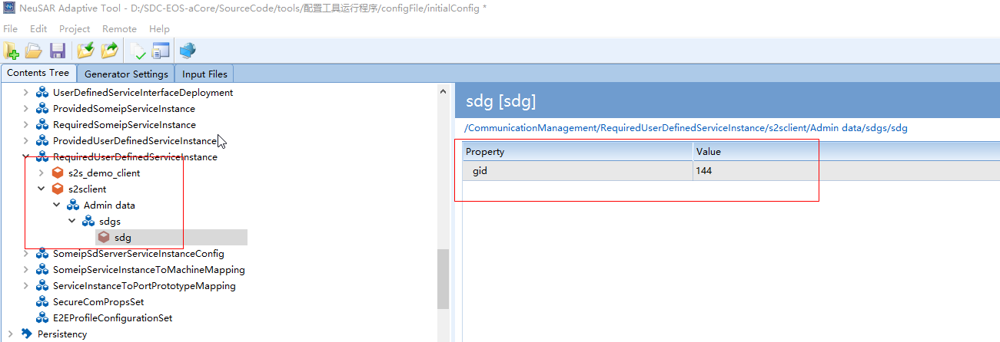 NeuSAR Adaptive Tool - D:/SDC-EOS-aCore/SourceCode/tools/配置工具运行程序/configFile/initialConfig *
File Edit Project Remote Help
Contents Tree Generator Settings Input Files
UserDefinedServiceInterfaceDeployment
ProvidedSomeipServiceInstance
RequiredSomeipServiceInstance
ProvidedUserDefinedServiceInstance
RequiredUserDefinedServiceInstance
s2s_demo_client
s2sclient
Admin data
sdgs
sdg
SomeipSdServerServiceInstanceConfig
SomeipServiceInstanceToMachineMapping
ServiceInstanceToPortPrototypeMapping
SecureComPropsSet
E2EProfileConfigurationSet
Persistency
sdg [sdg]
/CommunicationManagement/RequiredUserDefinedServiceInstance/s2sclient/Admin data/sdgs/sdg
Property Value
gid 144